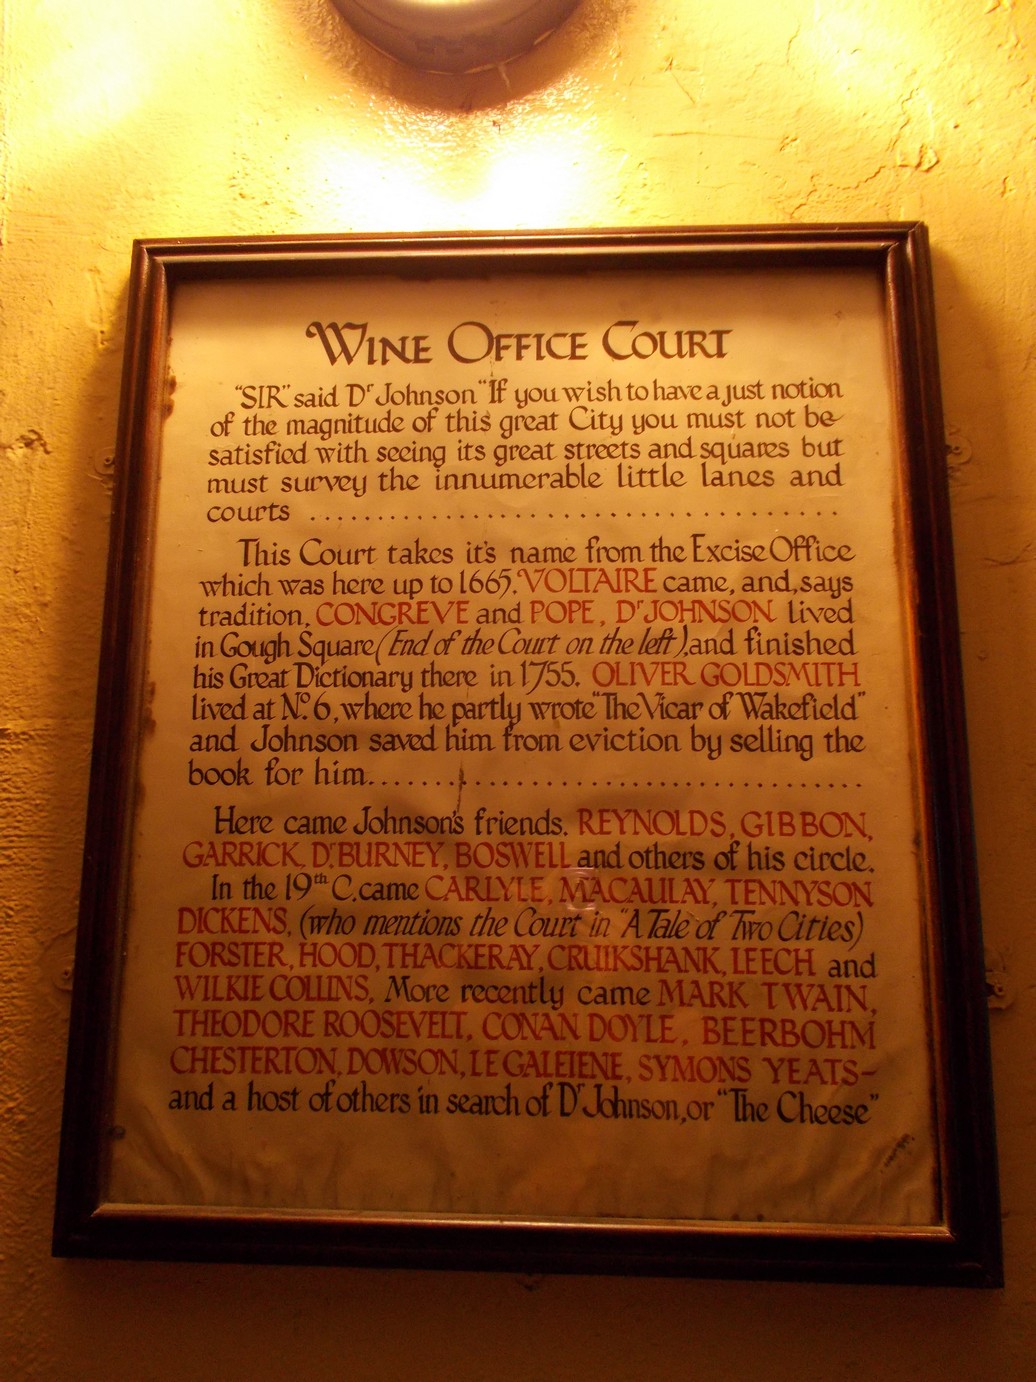 WINE OFFICE COURT
"SIR" said Dr Johnson "If you wish to have a just notion
of the magnitude of this great City you must not be
satisfied with seeing its great streets and squares but
must survey the innumerable little lanes and
courts ........................................
This Court takes it's name from the Excise Office
which was here up to 1665. VOLTAIRE came, and, says
tradition, CONGREVE and POPE, Dr JOHNSON lived
in Gough Square (End of the Court on the left), and finished
his Great Dictionary there in 1755. OLIVER GOLDSMITH
lived at No. 6, where he partly wrote "The Vicar of Wakefield"
and Johnson saved him from eviction by selling the
book for him......................................
Here came Johnson's friends. REYNOLDS, GIBBON,
GARRICK, Dr BURNEY, BOSWELL and others of his circle.
In the 19th C. came CARLYLE, MACAULAY, TENNYSON
DICKENS, (who mentions the Court in "A Tale of Two Cities)
FORSTER, HOOD, THACKERAY, CRUIKSHANK, LEECH and
WILKIE COLLINS. More recently came MARK TWAIN,
THEODORE ROOSEVELT, CONAN DOYLE, BEERBOHM
CHESTERTON, DOWSON, LE GALEIENE, SYMONS YEATS—
and a host of others in search of Dr Johnson, or "The Cheese"